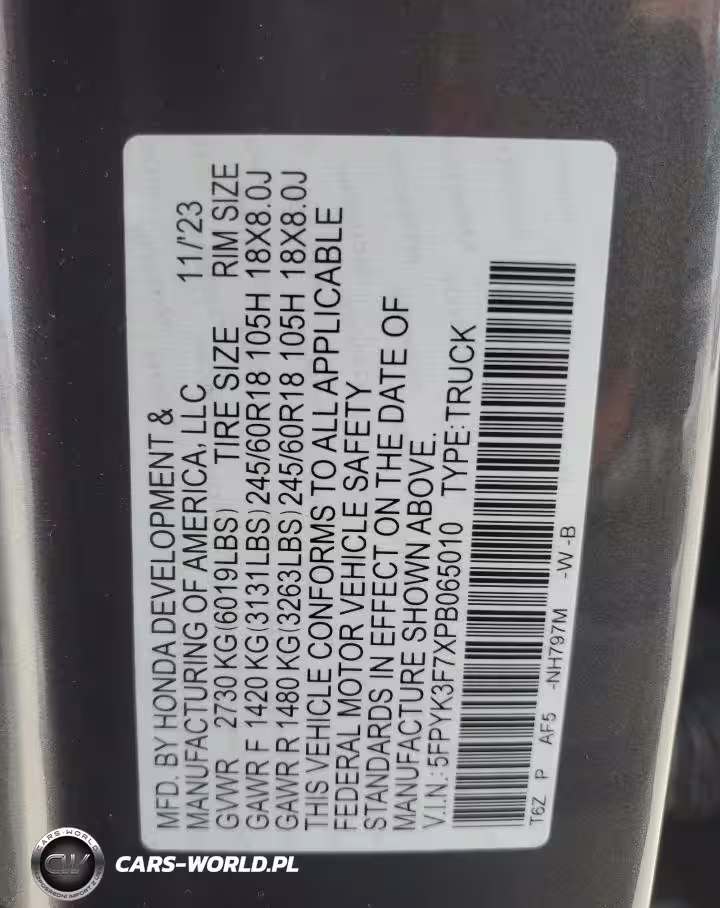 MFD. BY HONDA DEVELOPMENT &
MANUFACTURING OF AMERICA, LLC 11/'23
GVWR 2730 KG(6019LBS) TIRE SIZE RIM SIZE
GAWR F 1420 KG(3131LBS) 245/60R18 105H 18X8.0J
GAWR R 1480 KG(3263LBS) 245/60R18 105H 18X8.0J
THIS VEHICLE CONFORMS TO ALL APPLICABLE
FEDERAL MOTOR VEHICLE SAFETY
STANDARDS IN EFFECT ON THE DATE OF
MANUFACTURE SHOWN ABOVE.
V.I.N.: 5FPYK3F7XPB065010 TYPE:TRUCK
T6Z P AF5 -NH797M -W -B
CARS-WORLD.PL
CARS-WORLD
CW